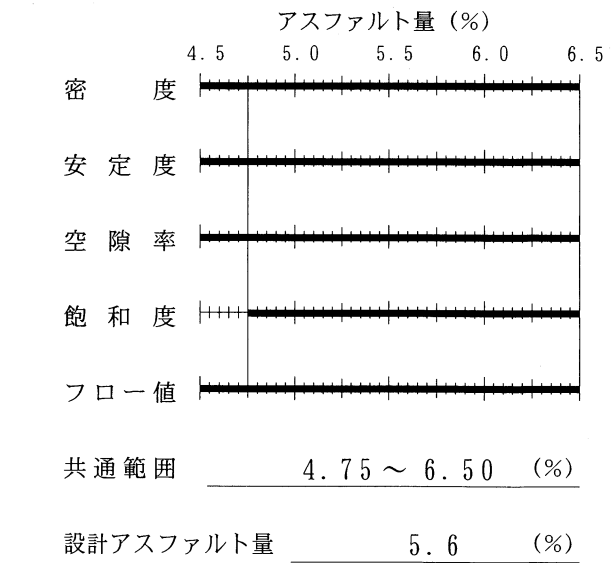 アスファルト量 (%)
4.5 5.0 5.5 6.0 6.5
密度
安定度
空隙率
飽和度
フロー値
共通範囲 4.75～6.50 (%)
設計アスファルト量 5.6 (%)